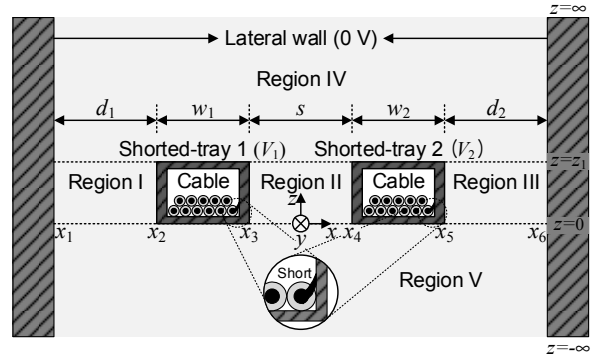 z=∞
Lateral wall (0 V)
Region IV
d1 w1 s w2 d2
Shorted-tray 1 (V1) Shorted-tray 2 (V2)
z=z1
Region I Cable Region II Cable Region III
z
x1 x2 x3 y x x4 x5 x6 z=0
Short
Region V
z=-∞